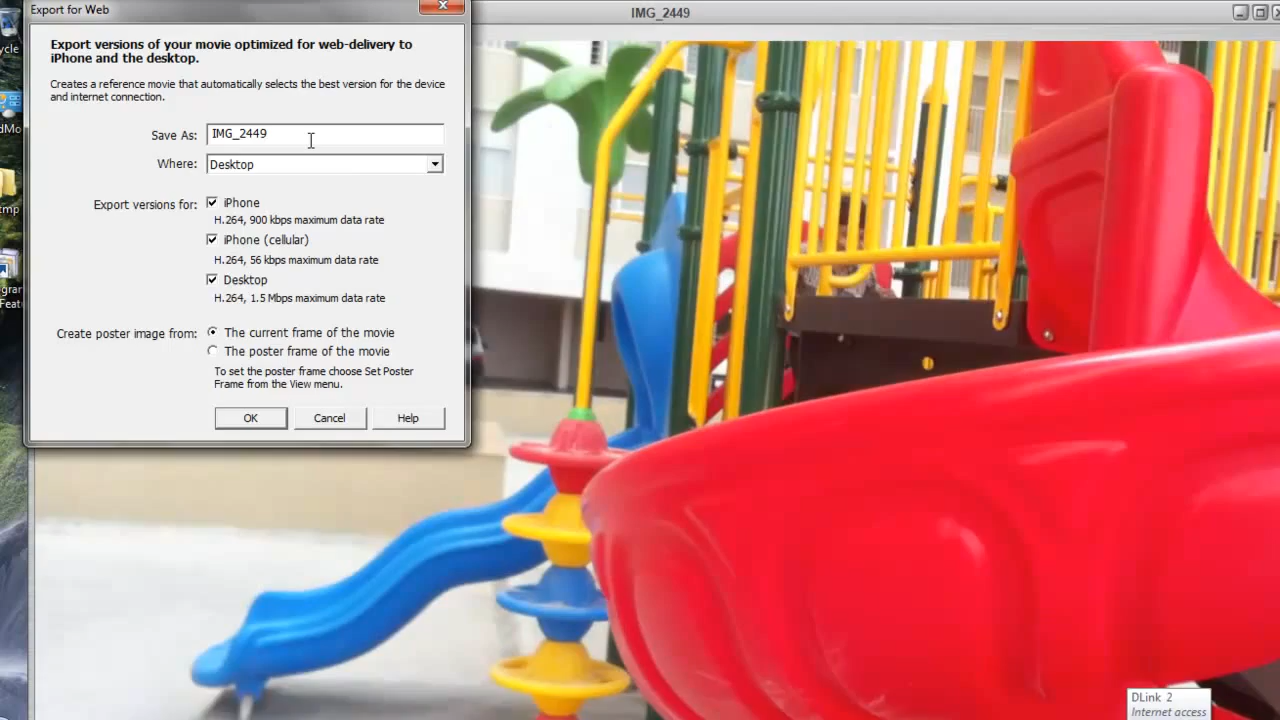 Export for Web
IMG_2449
Export versions of your movie optimized for web-delivery to
iPhone and the desktop.
Creates a reference movie that automatically selects the best version for the device
and internet connection.
Save As: IMG_2449
Where: Desktop
Export versions for: iPhone
H.264, 900 kbps maximum data rate
iPhone (cellular)
H.264, 56 kbps maximum data rate
Desktop
H.264, 1.5 Mbps maximum data rate
Create poster image from: The current frame of the movie
The poster frame of the movie
To set the poster frame choose Set Poster
Frame from the View menu.
OK Cancel Help
DLink 2
Internet access